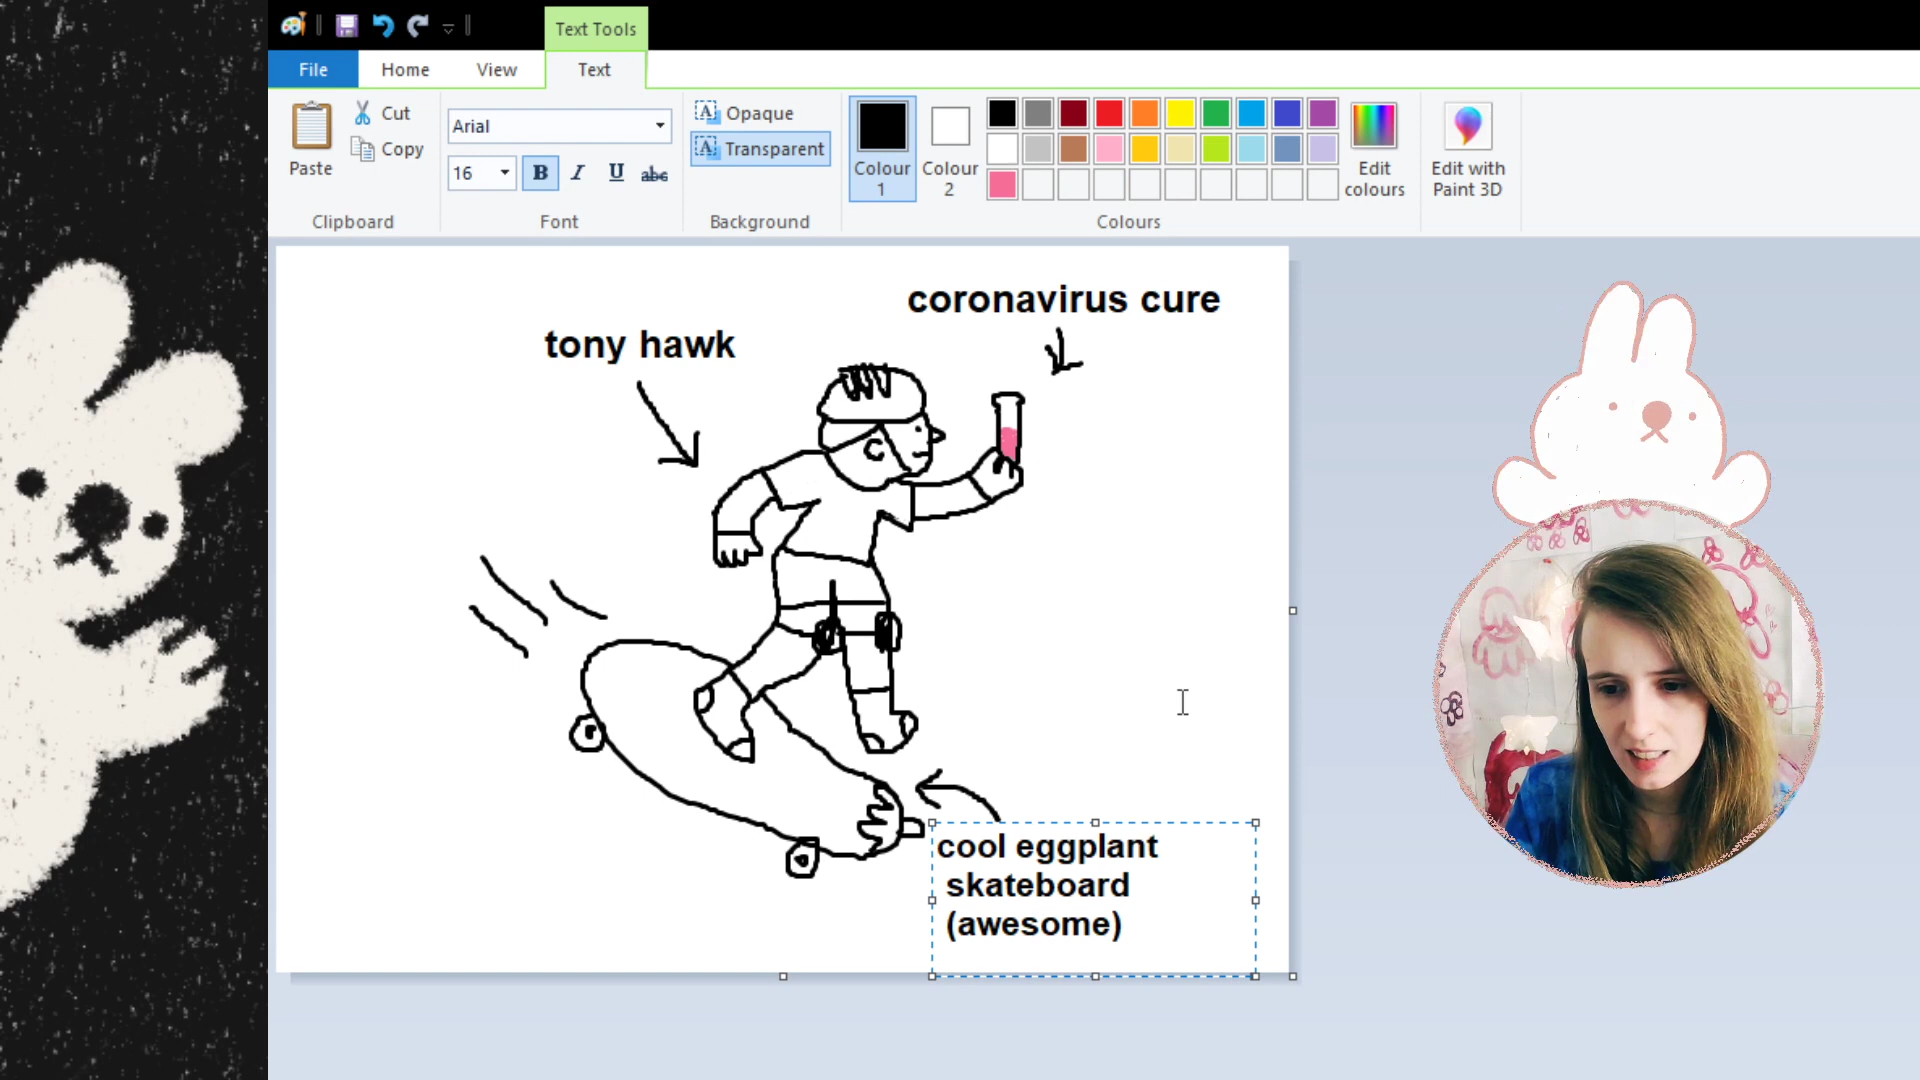 Text Tools
File Home View Text
Paste
Cut
Copy
Clipboard
Arial
16 B I U abc
Font
Opaque
Transparent
Background
Colour 1
Colour 2
Edit colours
Colours
Edit with Paint 3D
coronavirus cure
tony hawk
cool eggplant
skateboard
(awesome)